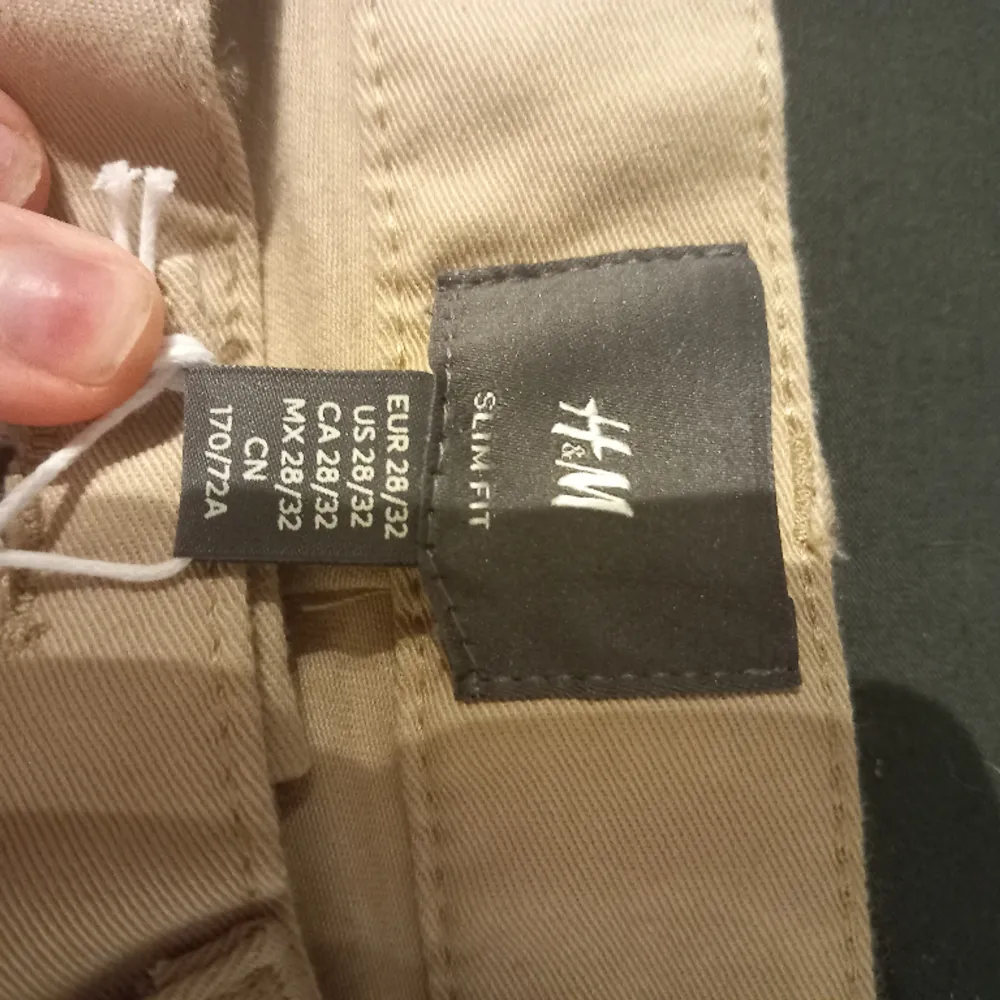 H&M
SLIM FIT
EUR 28/32
US 28/32
CA 28/32
MX 28/32
CN
170/72A